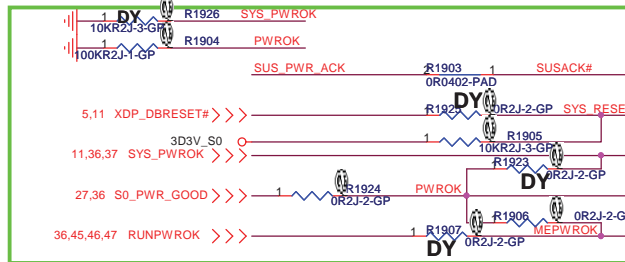 1 DY R1926 SYS_PWROK
10KR2J-3-GP
1 R1904 PWROK
100KR2J-1-GP
SUS_PWR_ACK 2 R1903 1 SUSACK#
0R0402-PAD
5,11 XDP_DBRESET# R1925 DY 0R2J-2-GP SYS_RESE
3D3V_S0 1 R1905
11,36,37 SYS_PWROK 10KR2J-3-GP
R1923
DY 0R2J-2-GP
27,36 S0_PWR_GOOD 1 R1924 PWROK
0R2J-2-GP
1 R1906 0R2J-2-G
36,45,46,47 RUNPWROK 1 R1907 MEPWROK
DY 0R2J-2-GP